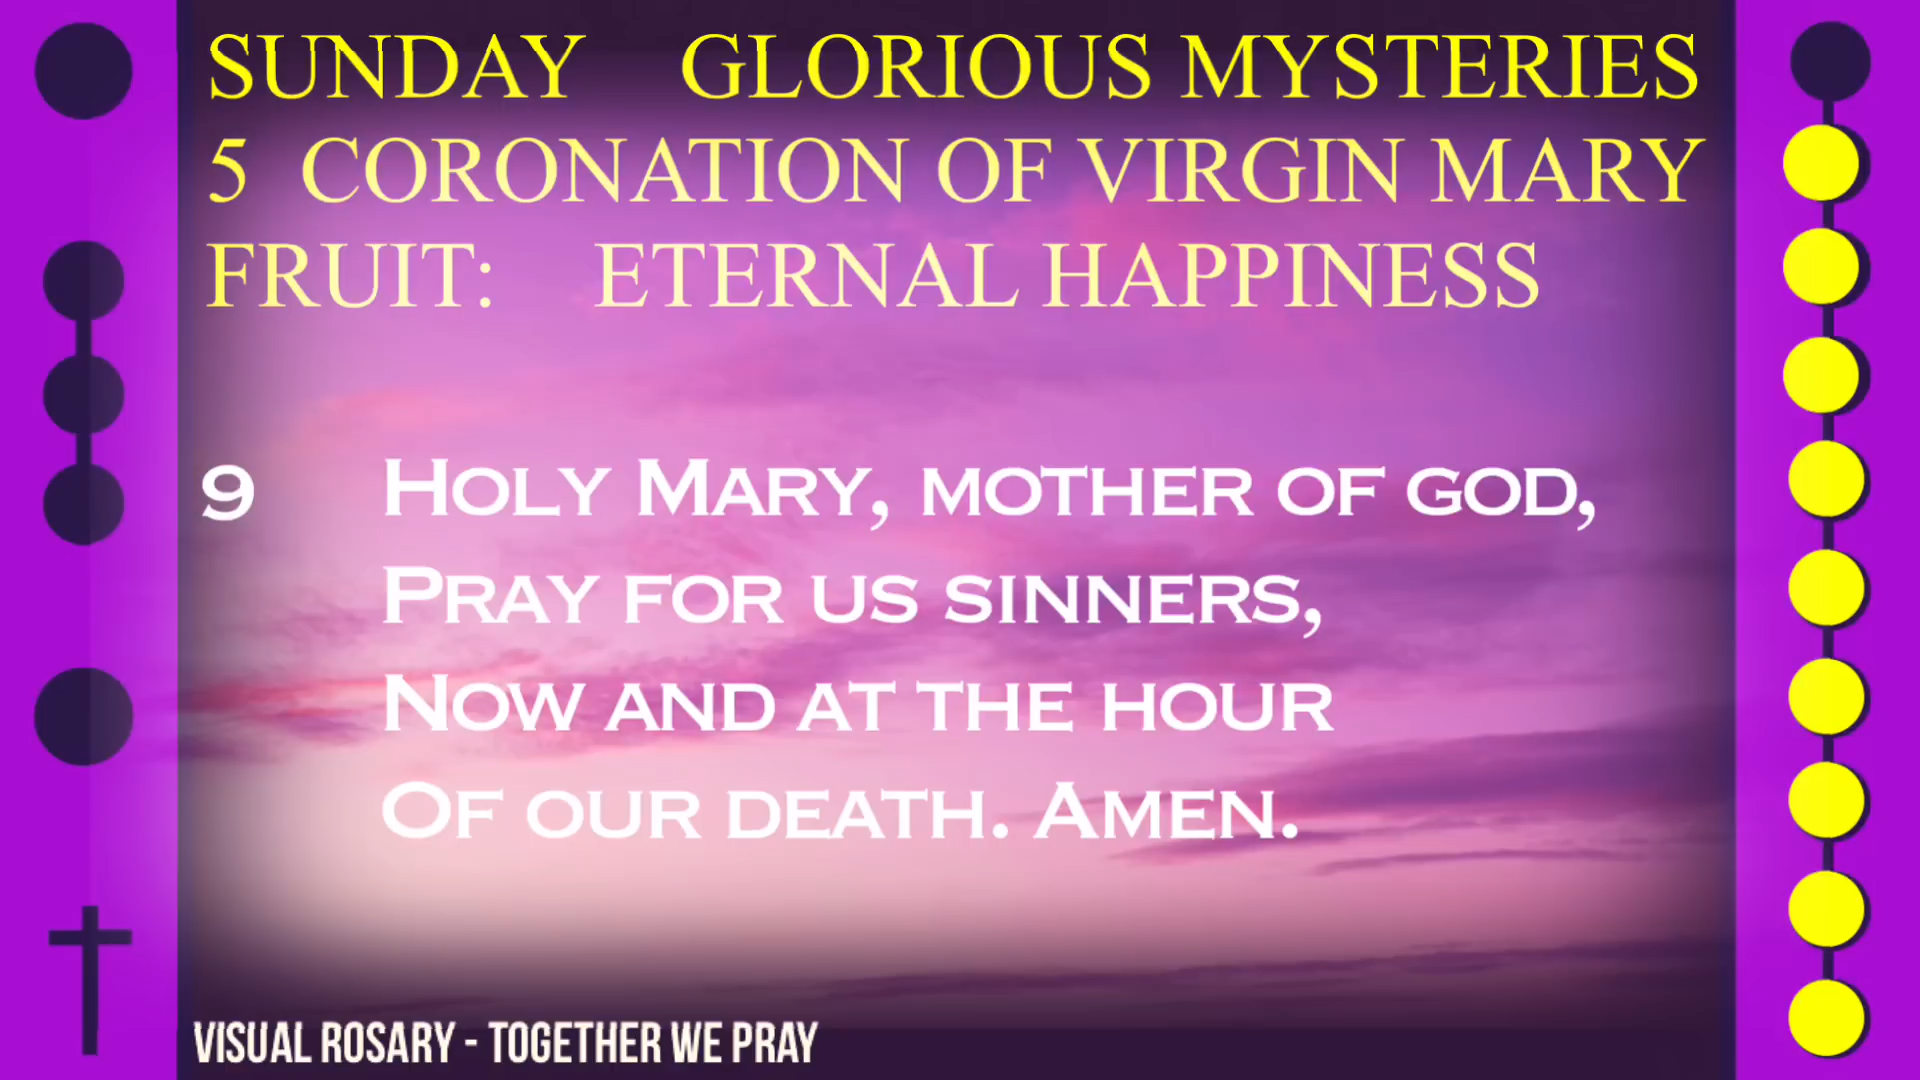 SUNDAY GLORIOUS MYSTERIES
5 CORONATION OF VIRGIN MARY
FRUIT: ETERNAL HAPPINESS
9 HOLY MARY, MOTHER OF GOD,
PRAY FOR US SINNERS,
NOW AND AT THE HOUR
OF OUR DEATH. AMEN.
VISUAL ROSARY - TOGETHER WE PRAY